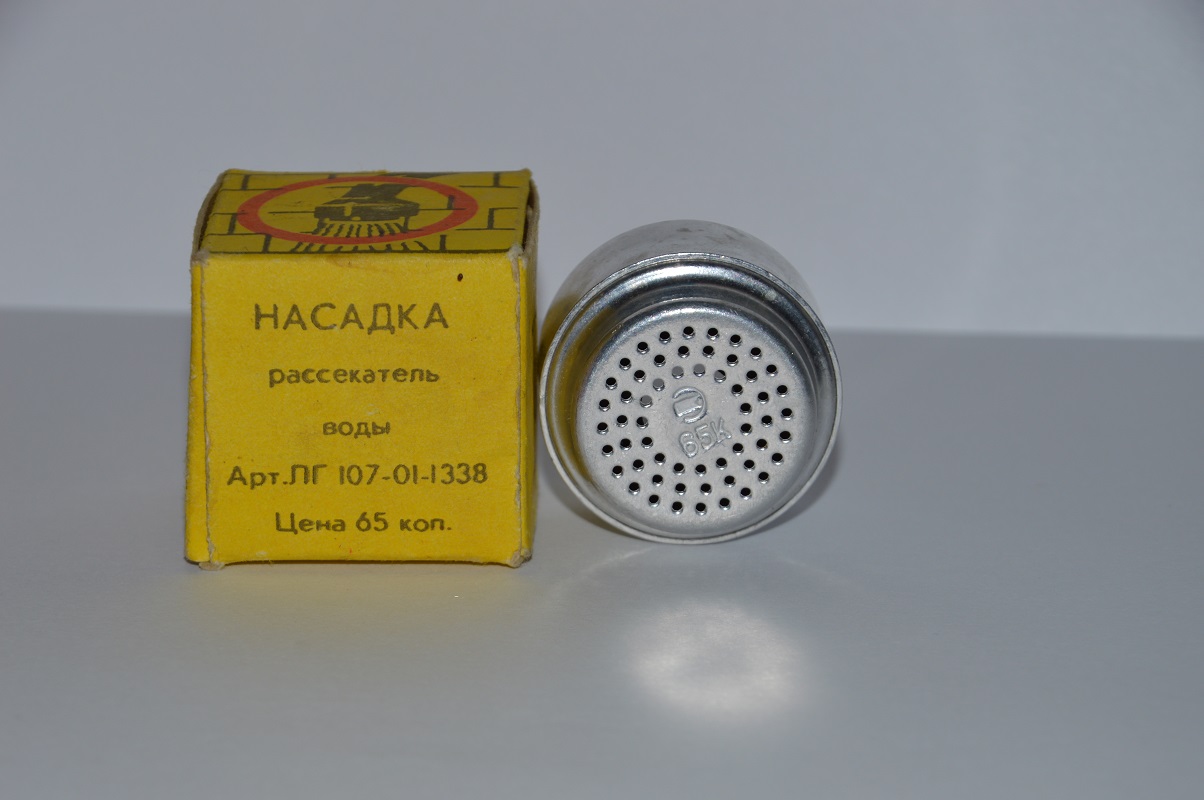 НАСАДКА
рассекатель
воды
Арт.ЛГ 107-01-1338
Цена 65 коп.
65К